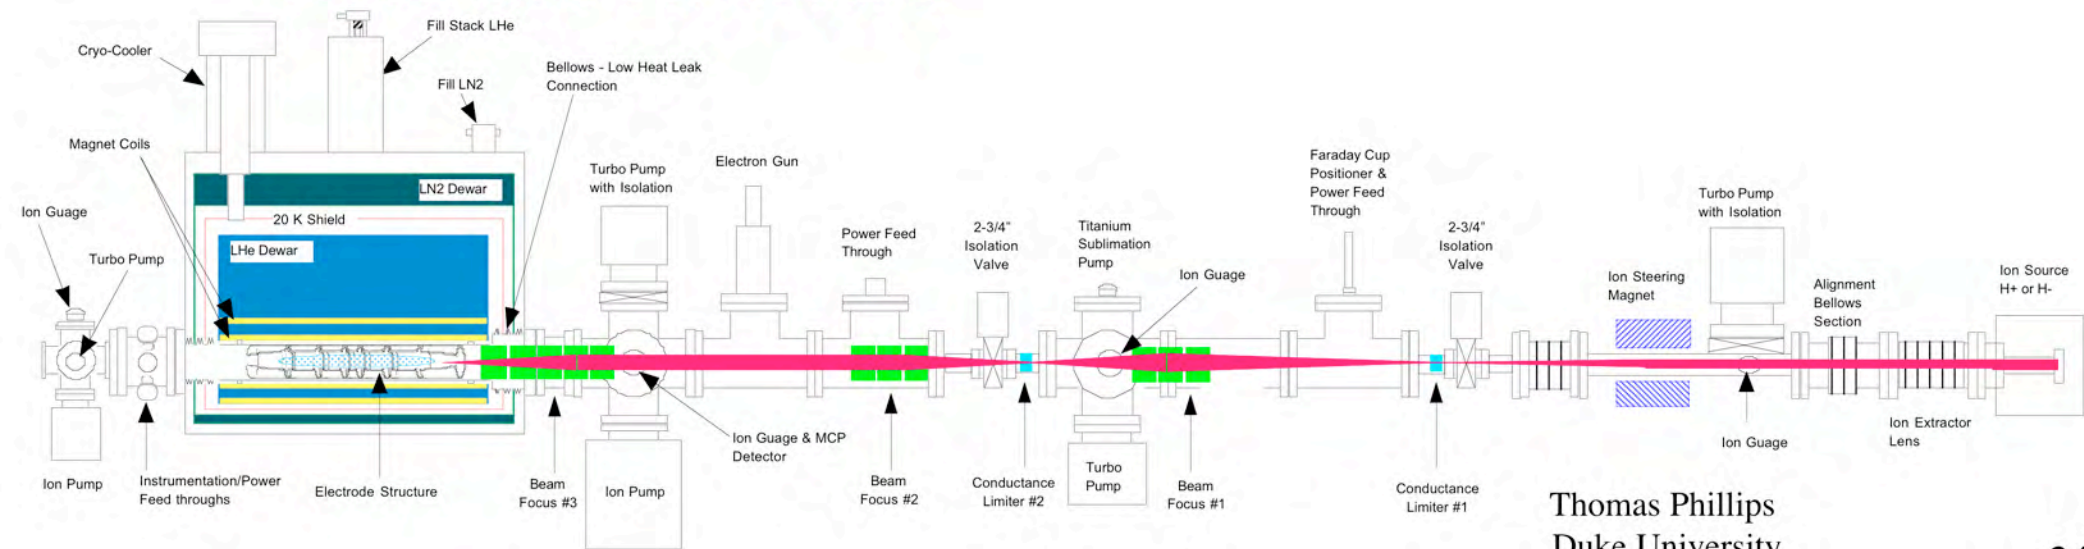 Cryo-Cooler
Fill Stack LHe
Fill LN2
Bellows - Low Heat Leak
Connection
Magnet Coils
Turbo Pump
with Isolation
Electron Gun
Faraday Cup
Positioner &
Power Feed
Through
LN2 Dewar
Ion Guage
20 K Shield
LHe Dewar
Turbo Pump
Power Feed
Through
2-3/4"
Isolation
Valve
Titanium
Sublimation
Pump
Ion Guage
2-3/4"
Isolation
Valve
Ion Steering
Magnet
Turbo Pump
with Isolation
Alignment
Bellows
Section
Ion Source
H+ or H-
Ion Pump
Instrumentation/Power
Feed throughs
Electrode Structure
Beam
Focus #3
Ion Pump
Ion Guage & MCP
Detector
Beam
Focus #2
Conductance
Limiter #2
Turbo
Pump
Beam
Focus #1
Conductance
Limiter #1
Ion Guage
Ion Extractor
Lens
Thomas Phillips
Duke University